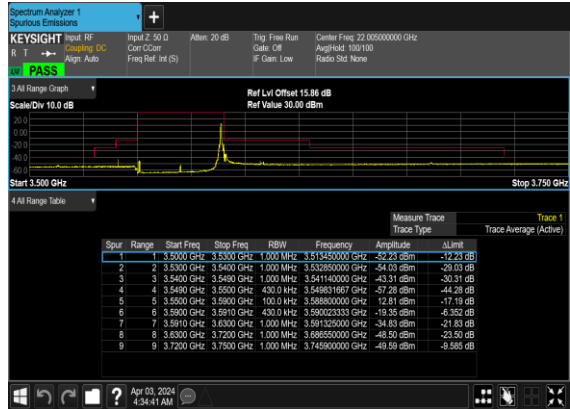 Spectrum Analyzer 1
Spurious Emissions
KEYSIGHT Input: RF Input Z: 50 Ω Atten: 20 dB Trig: Free Run Center Freq: 22.005000000 GHz
R T Coupling: DC Corr CCorr Gate: Off Avg|Hold: 100/100
Align: Auto Freq Ref: Int (S) IF Gain: Low Radio Std: None
PASS
3 All Range Graph
Ref Lvl Offset 15.86 dB
Scale/Div 10.0 dB Ref Value 30.00 dBm
20.0
0.00
-20.0
-40.0
-60.0
Start 3.500 GHz Stop 3.750 GHz
4 All Range Table
Measure Trace Trace 1
Trace Type Trace Average (Active)
Spur Range Start Freq Stop Freq RBW Frequency Amplitude ΔLimit
1 1 3.5000 GHz 3.5300 GHz 1.000 MHz 3.513450000 GHz -52.23 dBm -12.23 dB
2 2 3.5300 GHz 3.5400 GHz 1.000 MHz 3.532850000 GHz -54.03 dBm -29.03 dB
3 3 3.5400 GHz 3.5490 GHz 1.000 MHz 3.541140000 GHz -43.31 dBm -30.31 dB
4 4 3.5490 GHz 3.5500 GHz 430.0 kHz 3.549831667 GHz -57.28 dBm -44.28 dB
5 5 3.5500 GHz 3.5900 GHz 100.0 kHz 3.588800000 GHz 12.81 dBm -17.19 dB
6 6 3.5900 GHz 3.5910 GHz 430.0 kHz 3.590023333 GHz -19.35 dBm -6.352 dB
7 7 3.5910 GHz 3.6300 GHz 1.000 MHz 3.591325000 GHz -34.83 dBm -21.83 dB
8 8 3.6300 GHz 3.7200 GHz 1.000 MHz 3.686550000 GHz -48.50 dBm -23.50 dB
9 9 3.7200 GHz 3.7500 GHz 1.000 MHz 3.745900000 GHz -49.59 dBm -9.585 dB
Apr 03, 2024
4:34:41 AM